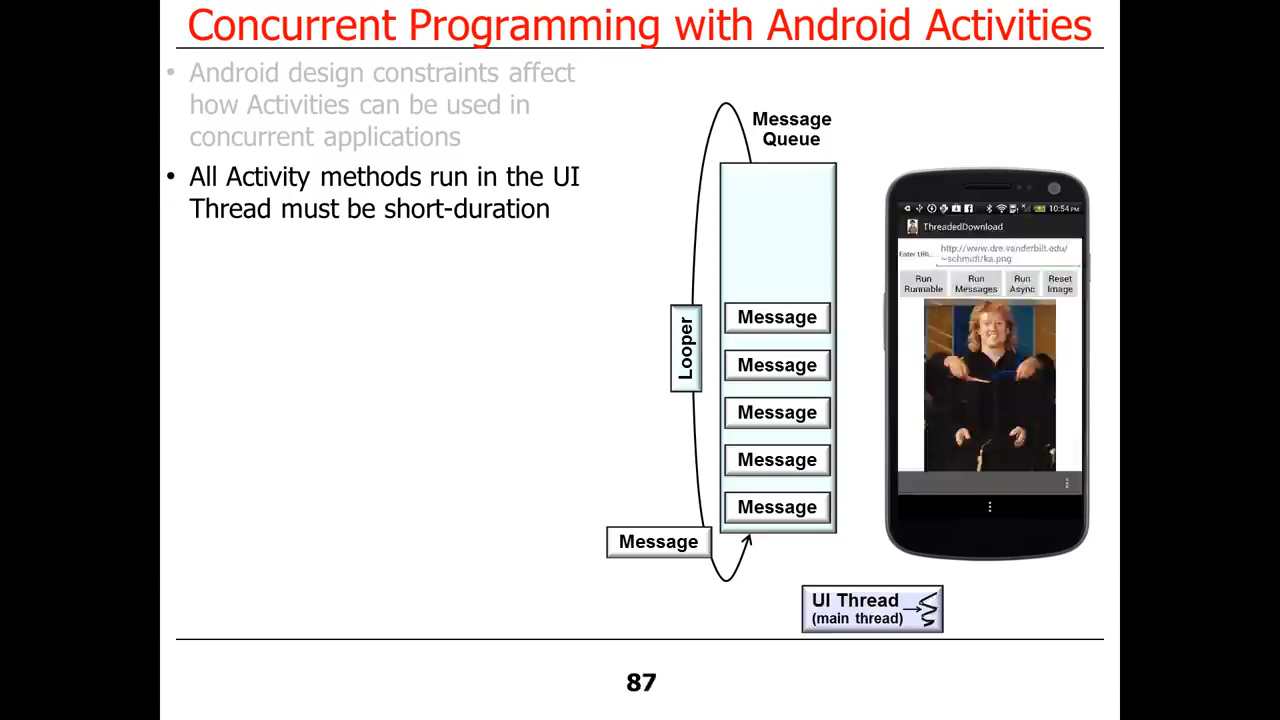 Concurrent Programming with Android Activities
• Android design constraints affect
how Activities can be used in
concurrent applications
• All Activity methods run in the UI
Thread must be short-duration
Message
Queue
Looper
Message
Message
Message
Message
Message
Message
UI Thread
(main thread)
10:54 PM
ThreadedDownload
Enter URL:
http://www.dre.vanderbilt.edu/
~schmidt/ka.png
Run
Runnable
Run
Messages
Run
Async
Reset
Image
87